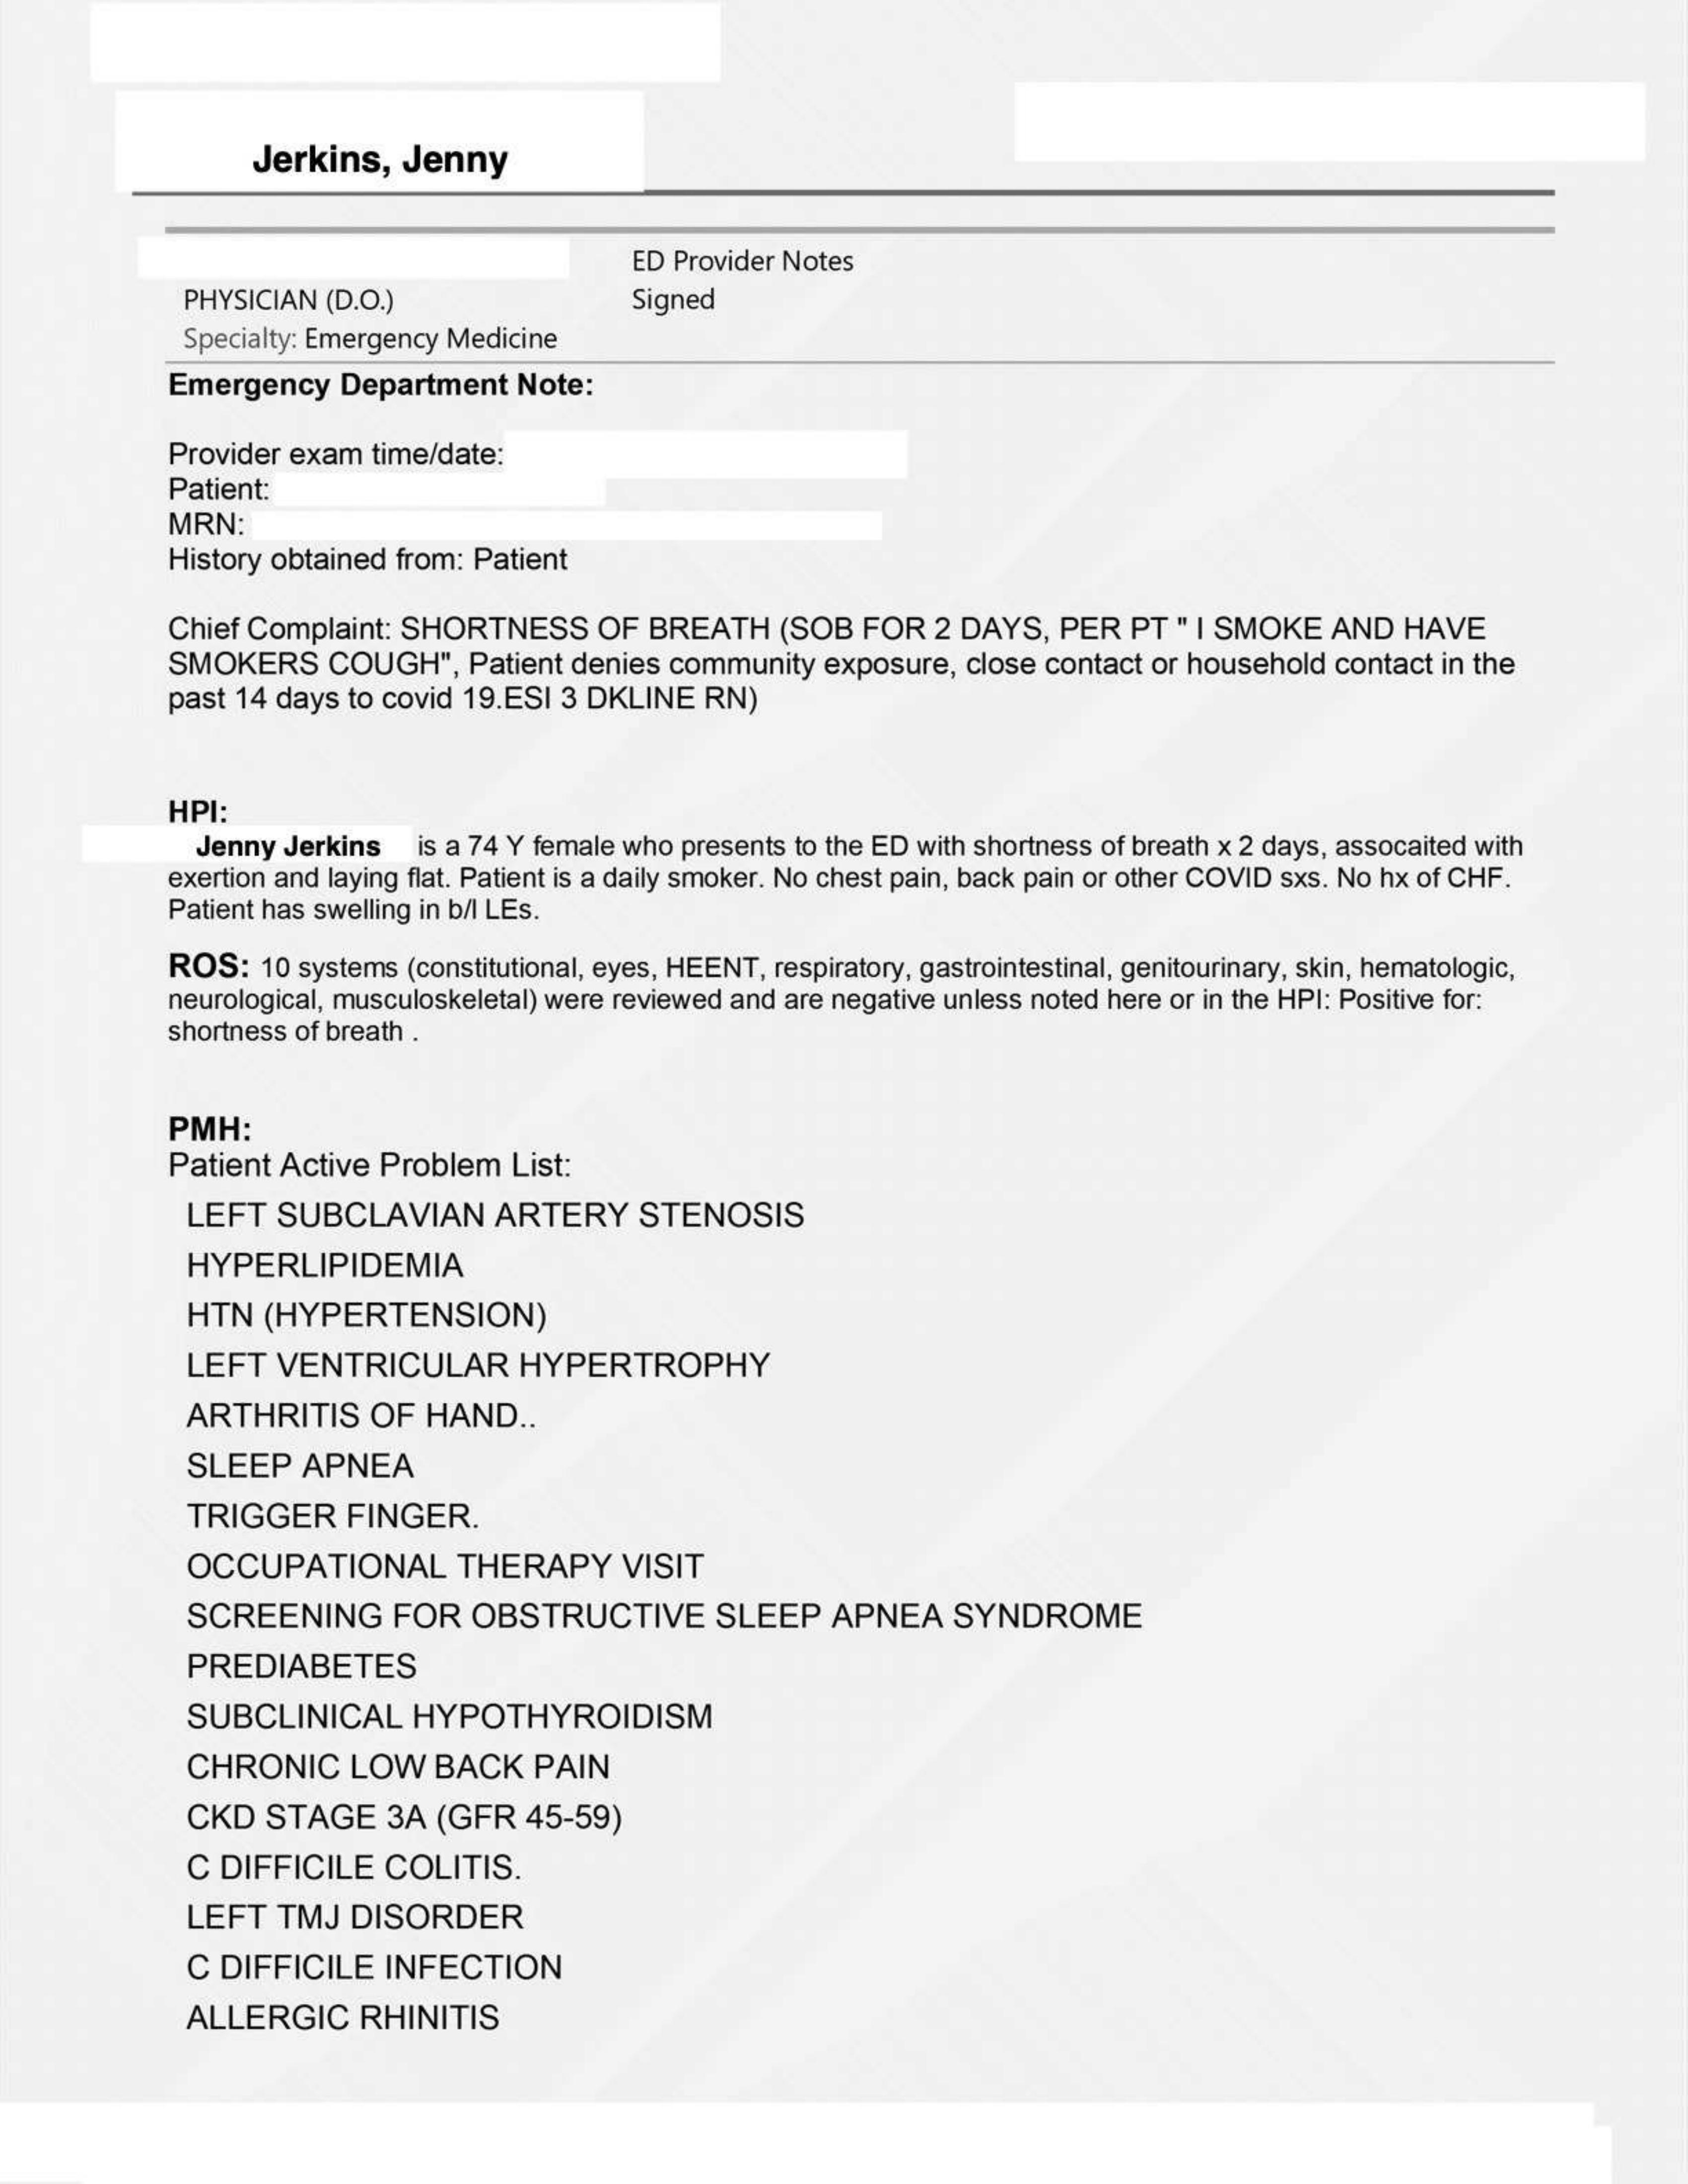 Jerkins, Jenny
ED Provider Notes
PHYSICIAN (D.O.)
Signed
Specialty: Emergency Medicine
Emergency Department Note:
Provider exam time/date:
Patient:
MRN:
History obtained from: Patient
Chief Complaint: SHORTNESS OF BREATH (SOB FOR 2 DAYS, PER PT " I SMOKE AND HAVE
SMOKERS COUGH", Patient denies community exposure, close contact or household contact in the
past 14 days to covid 19.ESI 3 DKLINE RN)
HPI:
Jenny Jerkins is a 74 Y female who presents to the ED with shortness of breath x 2 days, assocaited with
exertion and laying flat. Patient is a daily smoker. No chest pain, back pain or other COVID sxs. No hx of CHF.
Patient has swelling in b/l LEs.
ROS: 10 systems (constitutional, eyes, HEENT, respiratory, gastrointestinal, genitourinary, skin, hematologic,
neurological, musculoskeletal) were reviewed and are negative unless noted here or in the HPI: Positive for:
shortness of breath .
PMH:
Patient Active Problem List:
LEFT SUBCLAVIAN ARTERY STENOSIS
HYPERLIPIDEMIA
HTN (HYPERTENSION)
LEFT VENTRICULAR HYPERTROPHY
ARTHRITIS OF HAND..
SLEEP APNEA
TRIGGER FINGER.
OCCUPATIONAL THERAPY VISIT
SCREENING FOR OBSTRUCTIVE SLEEP APNEA SYNDROME
PREDIABETES
SUBCLINICAL HYPOTHYROIDISM
CHRONIC LOW BACK PAIN
CKD STAGE 3A (GFR 45-59)
C DIFFICILE COLITIS.
LEFT TMJ DISORDER
C DIFFICILE INFECTION
ALLERGIC RHINITIS